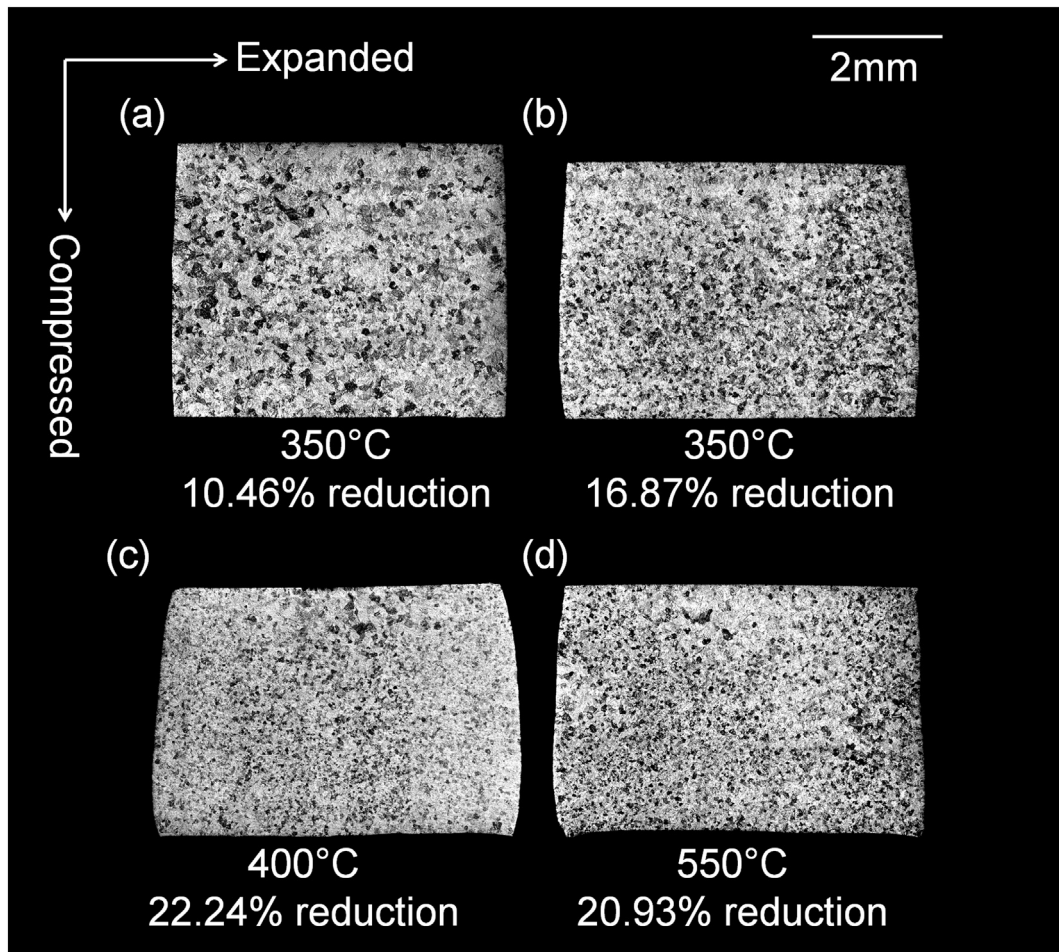 Expanded
2mm
Compressed
(a)
(b)
350°C
10.46% reduction
350°C
16.87% reduction
(c)
(d)
400°C
22.24% reduction
550°C
20.93% reduction